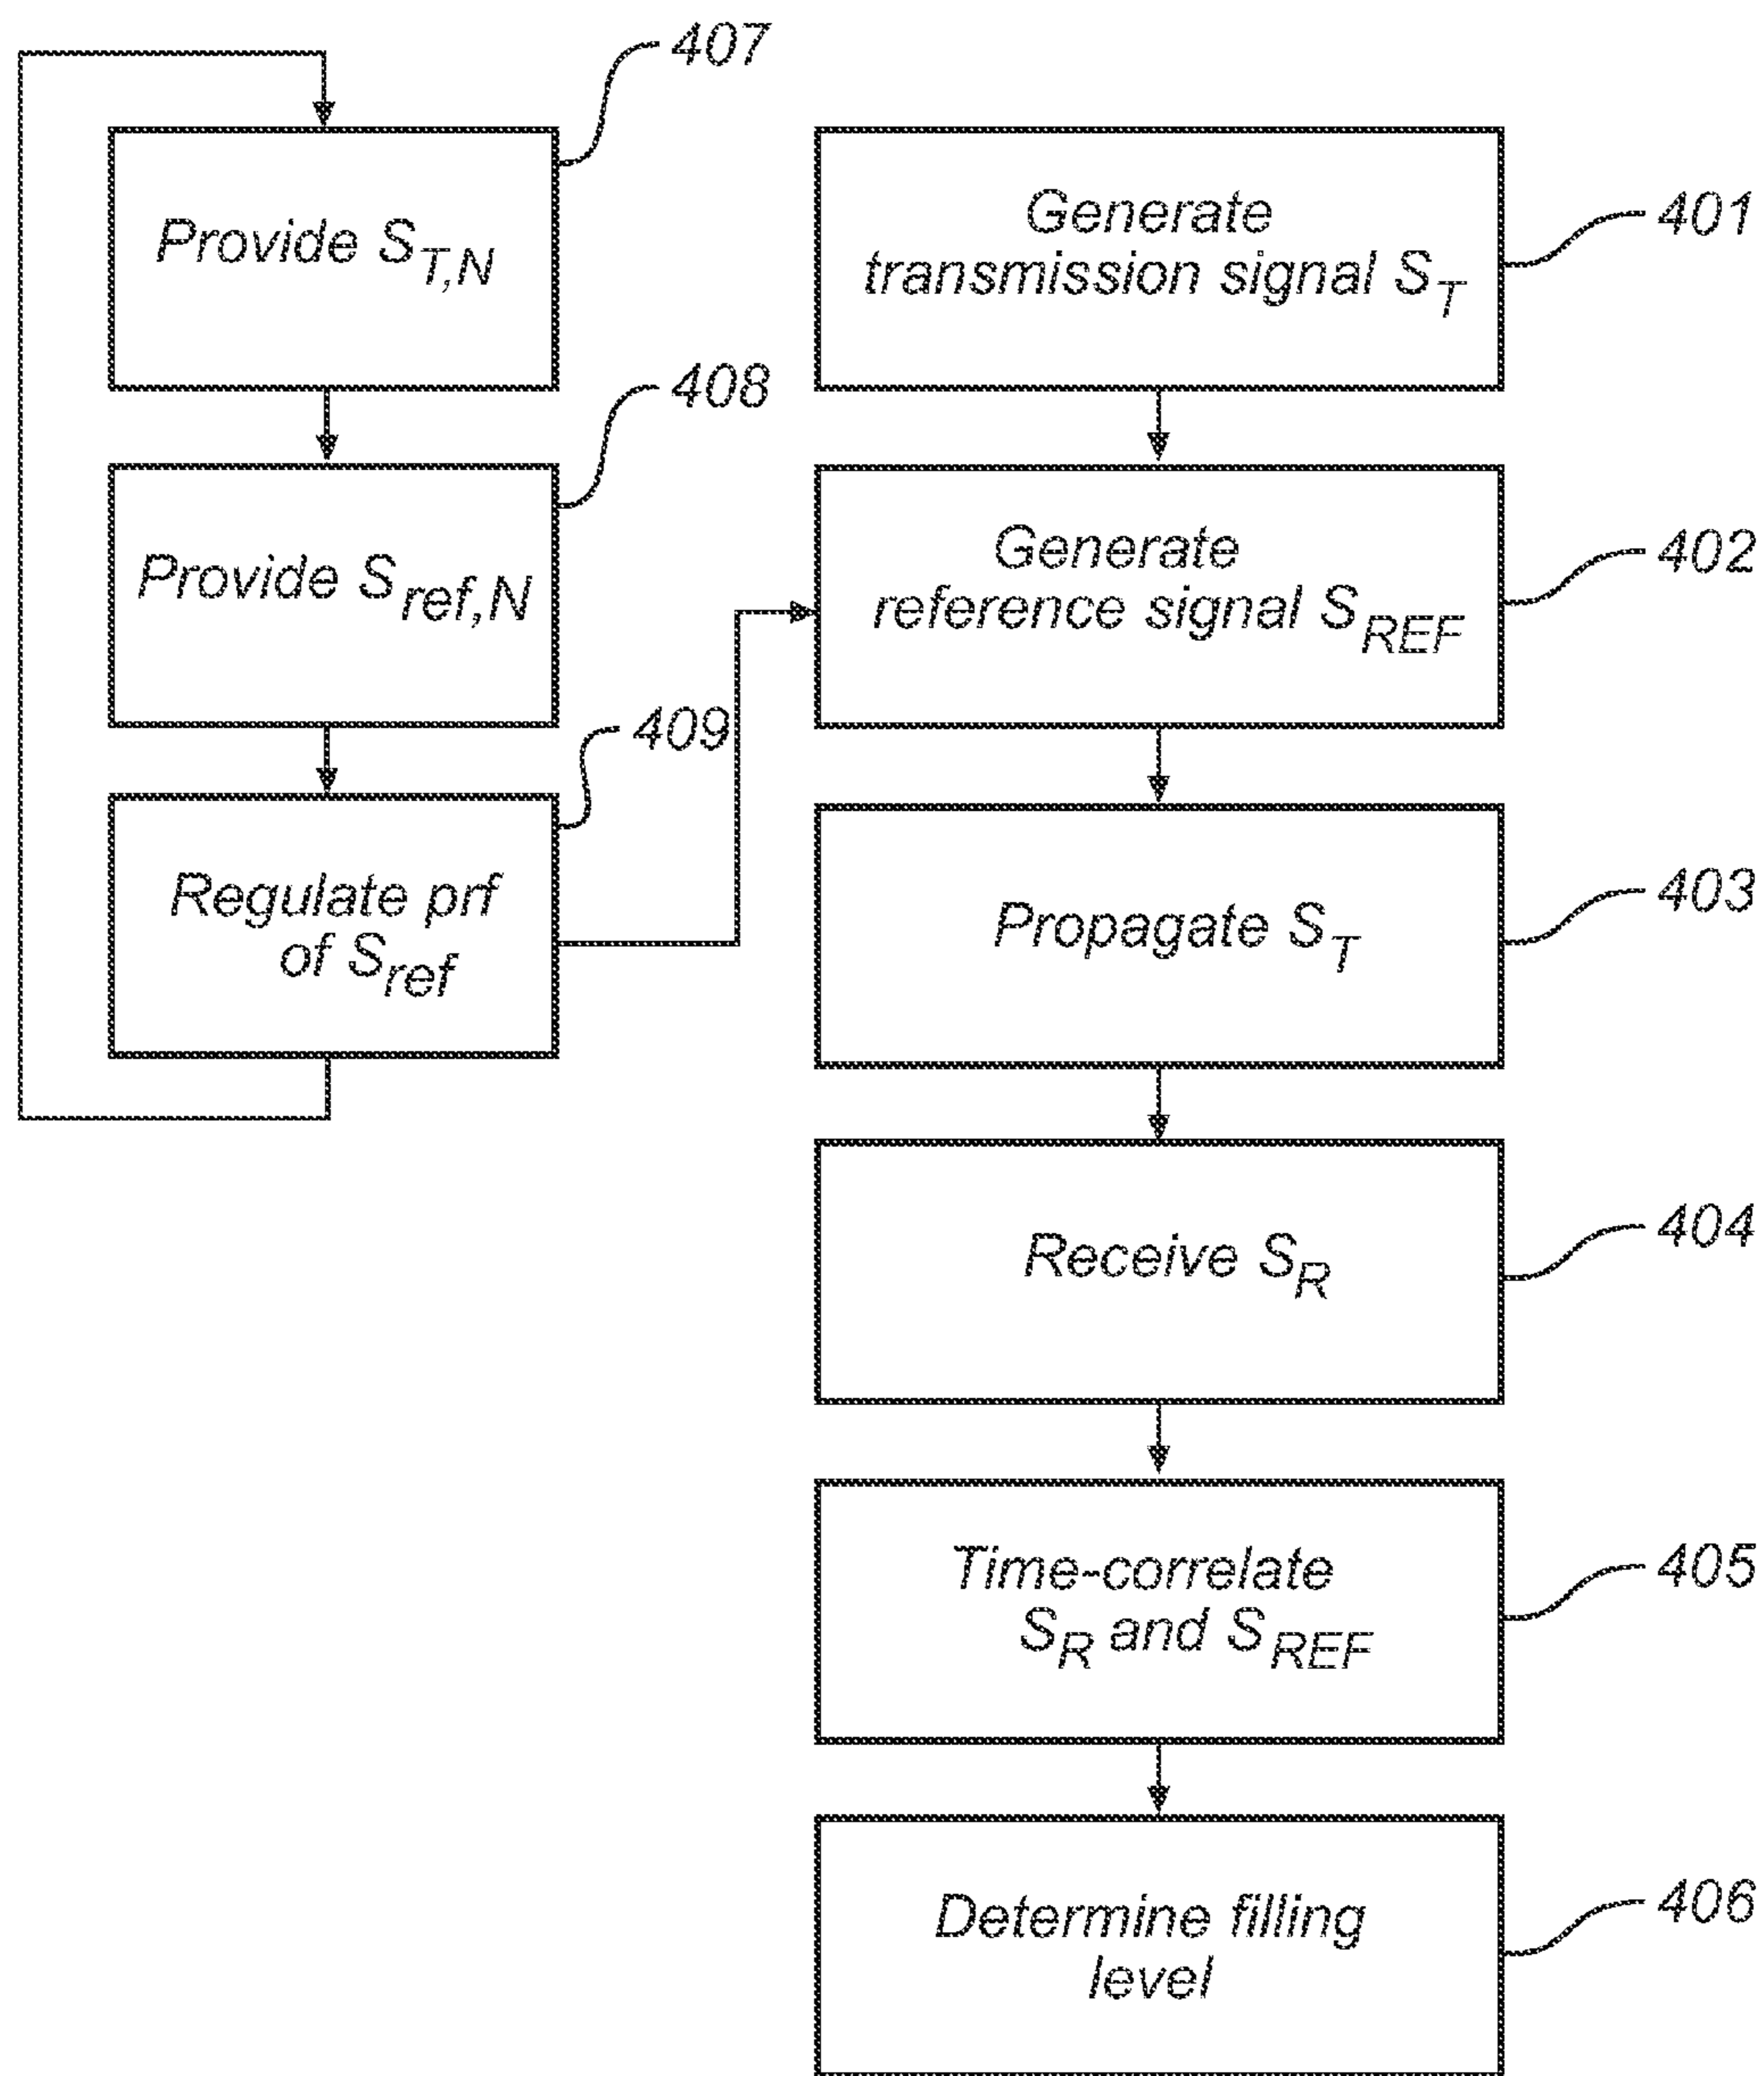 407
Provide S_T,N
408
Provide S_ref,N
409
Regulate prf
of S_ref
Generate
transmission signal S_T
401
Generate
reference signal S_REF
402
Propagate S_T
403
Receive S_R
404
Time-correlate
S_R and S_REF
405
Determine filling
level
406